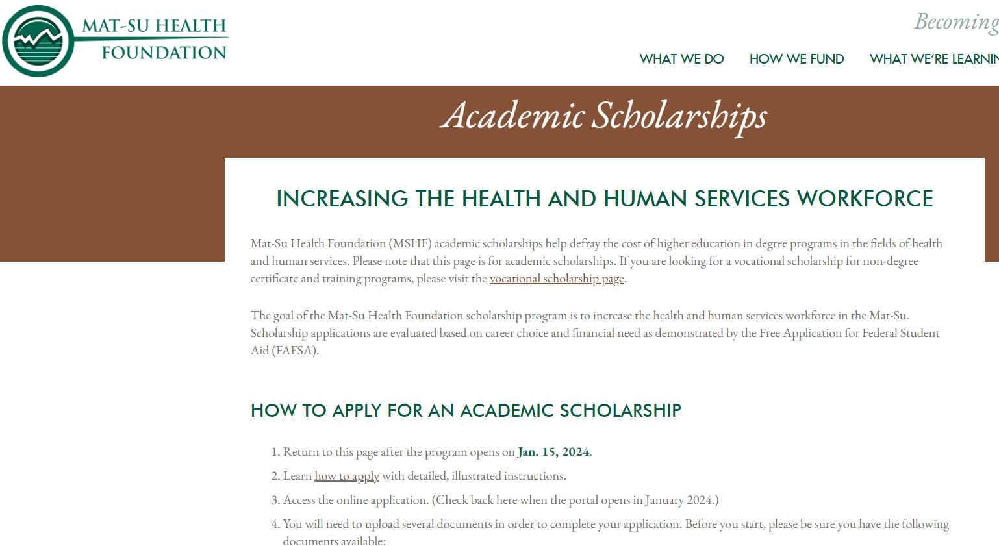 MAT-SU HEALTH
FOUNDATION
Becoming
WHAT WE DO
HOW WE FUND
WHAT WE'RE LEARNIN
Academic Scholarships
INCREASING THE HEALTH AND HUMAN SERVICES WORKFORCE
Mat-Su Health Foundation (MSHF) academic scholarships help defray the cost of higher education in degree programs in the fields of health
and human services. Please note that this page is for academic scholarships. If you are looking for a vocational scholarship for non-degree
certificate and training programs, please visit the vocational scholarship page.
The goal of the Mat-Su Health Foundation scholarship program is to increase the health and human services workforce in the Mat-Su.
Scholarship applications are evaluated based on career choice and financial need as demonstrated by the Free Application for Federal Student
Aid (FAFSA).
HOW TO APPLY FOR AN ACADEMIC SCHOLARSHIP
1. Return to this page after the program opens on Jan. 15, 2024.
2. Learn how to apply with detailed, illustrated instructions.
3. Access the online application. (Check back here when the portal opens in January 2024.)
4. You will need to upload several documents in order to complete your application. Before you start, please be sure you have the following
documents available: